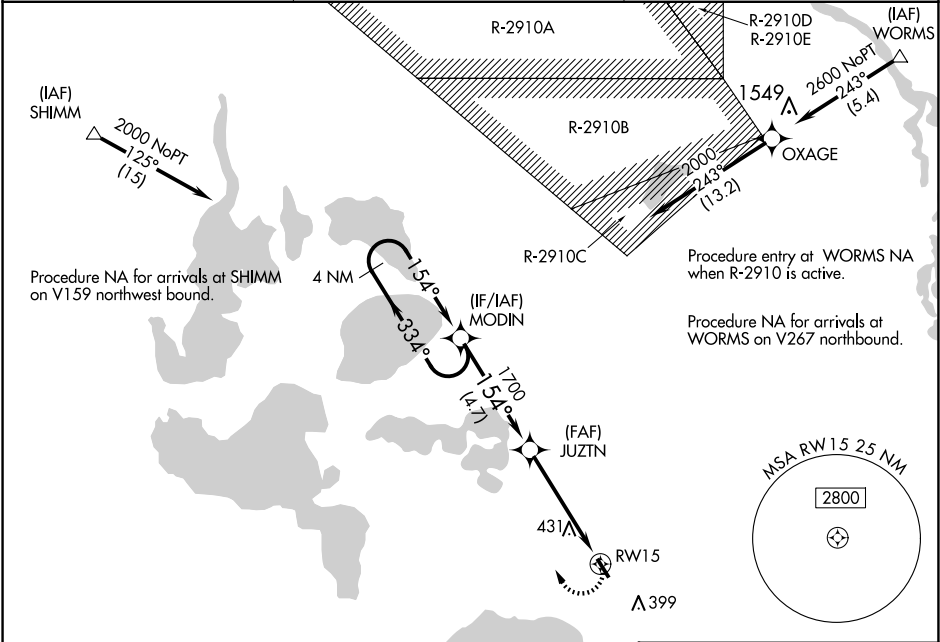 R-2910A
R-2910D
R-2910E
(IAF)
WORMS
2600 NoPT
243°
(5.4)
1549
OXAGE
(IAF)
SHIMM
2000 NoPT
125°
(15)
R-2910B
2000
243°
(13.2)
R-2910C
Procedure NA for arrivals at SHIMM
on V159 northwest bound.
4 NM
154°
334°
(IF/IAF)
MODIN
Procedure entry at WORMS NA
when R-2910 is active.
Procedure NA for arrivals at
WORMS on V267 northbound.
1700
154°
(4.7)
(FAF)
JUZTN
431
RW15
399
MSA RW15 25 NM
2800